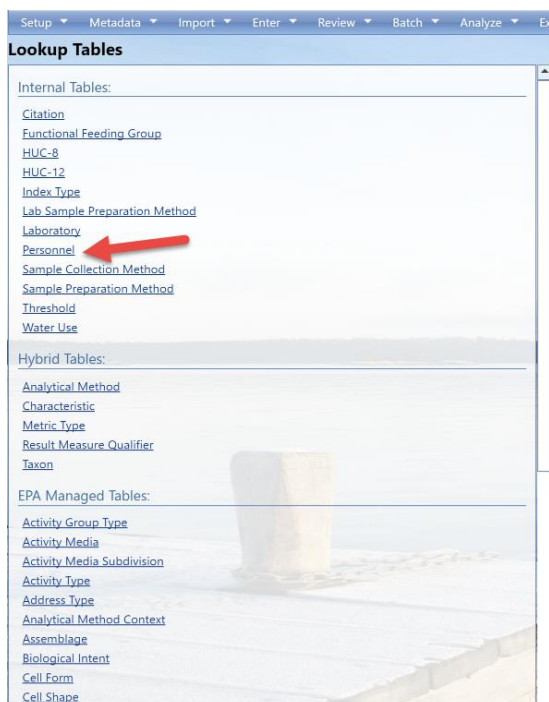 Setup Metadata Import Enter Review Batch Analyze
Lookup Tables
Internal Tables:
Citation
Functional Feeding Group
HUC-8
HUC-12
Index Type
Lab Sample Preparation Method
Laboratory
Personnel
Sample Collection Method
Sample Preparation Method
Threshold
Water Use
Hybrid Tables:
Analytical Method
Characteristic
Metric Type
Result Measure Qualifier
Taxon
EPA Managed Tables:
Activity Group Type
Activity Media
Activity Media Subdivision
Activity Type
Address Type
Analytical Method Context
Assemblage
Biological Intent
Cell Form
Cell Shape